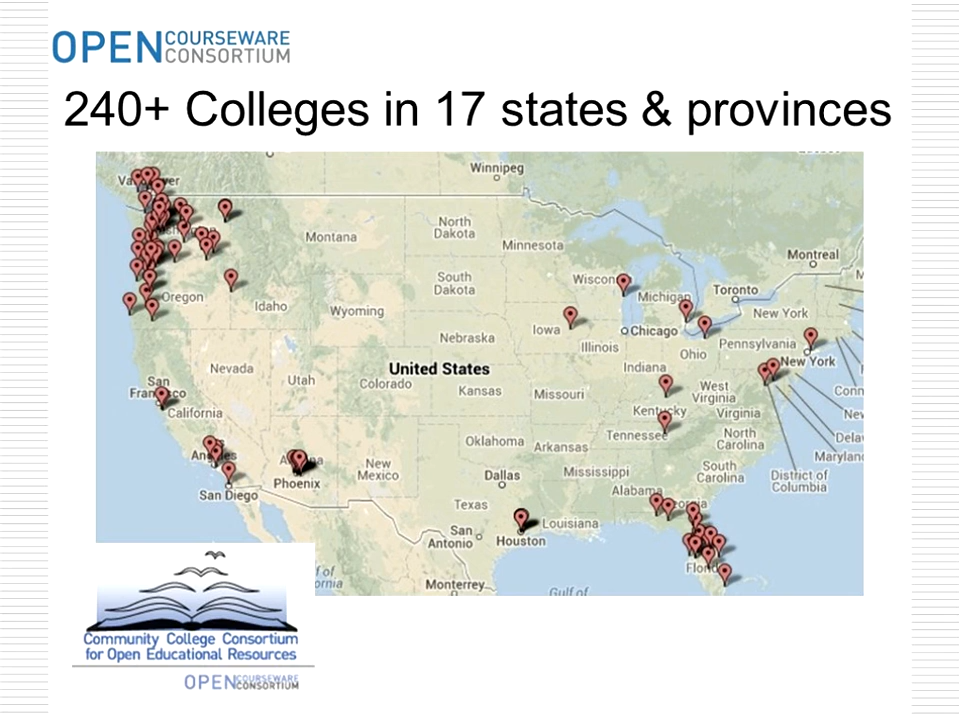 OPEN COURSEWARE
CONSORTIUM
240+ Colleges in 17 states & provinces
Winnipeg
North
Dakota
Montana
Minnesota
Montreal
South
Dakota
Wiscon
Michigan
Toronto
Oregon
Idaho
Wyoming
New York
Iowa
Chicago
Nebraska
Illinois
Pennsylvania
Ohio
New York
Nevada
Utah
United States
Colorado
Indiana
San
Francisco
Kansas
Missouri
West
Virginia
Conn
California
Kentucky
Virginia
New
Tennessee
North
Carolina
Dela
Oklahoma
Arkansas
Maryland
New
Mexico
Phoenix
Dallas
Mississippi
South
Carolina
District of
Columbia
San Diego
Alabama
Texas
Louisiana
San
Antonio
Houston
Monterrey
Gulf of
Community College Consortium
for Open Educational Resources
OPEN COURSEWARE
CONSORTIUM